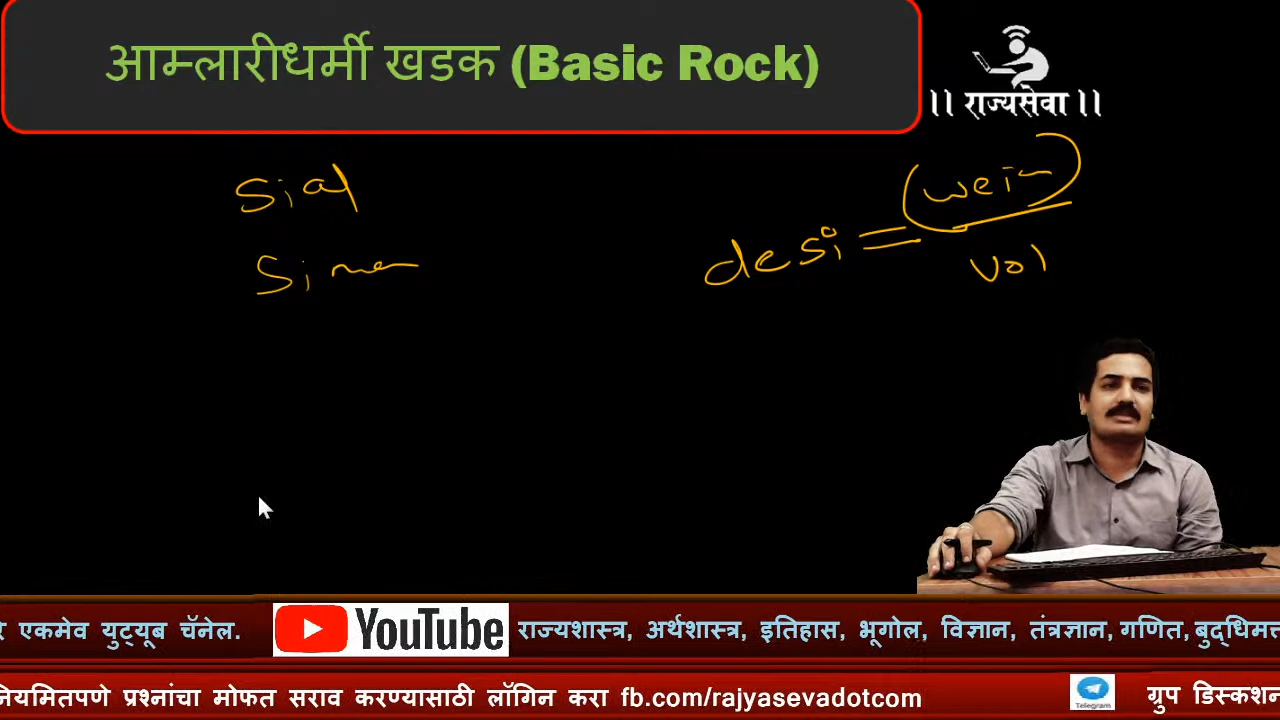 आम्लारीधर्मी खडक (Basic Rock)
।। राज्यसेवा ।।
sial
sima
desi = (wei
vol
रे एकमेव युट्यूब चॅनेल.
YouTube
राज्यशास्त्र, अर्थशास्त्र, इतिहास, भूगोल, विज्ञान, तंत्रज्ञान, गणित, बुद्धिमत्
नियमितपणे प्रश्नांचा मोफत सराव करण्यासाठी लॉगिन करा fb.com/rajyasevadotcom
Telegram
ग्रुप डिस्कशन